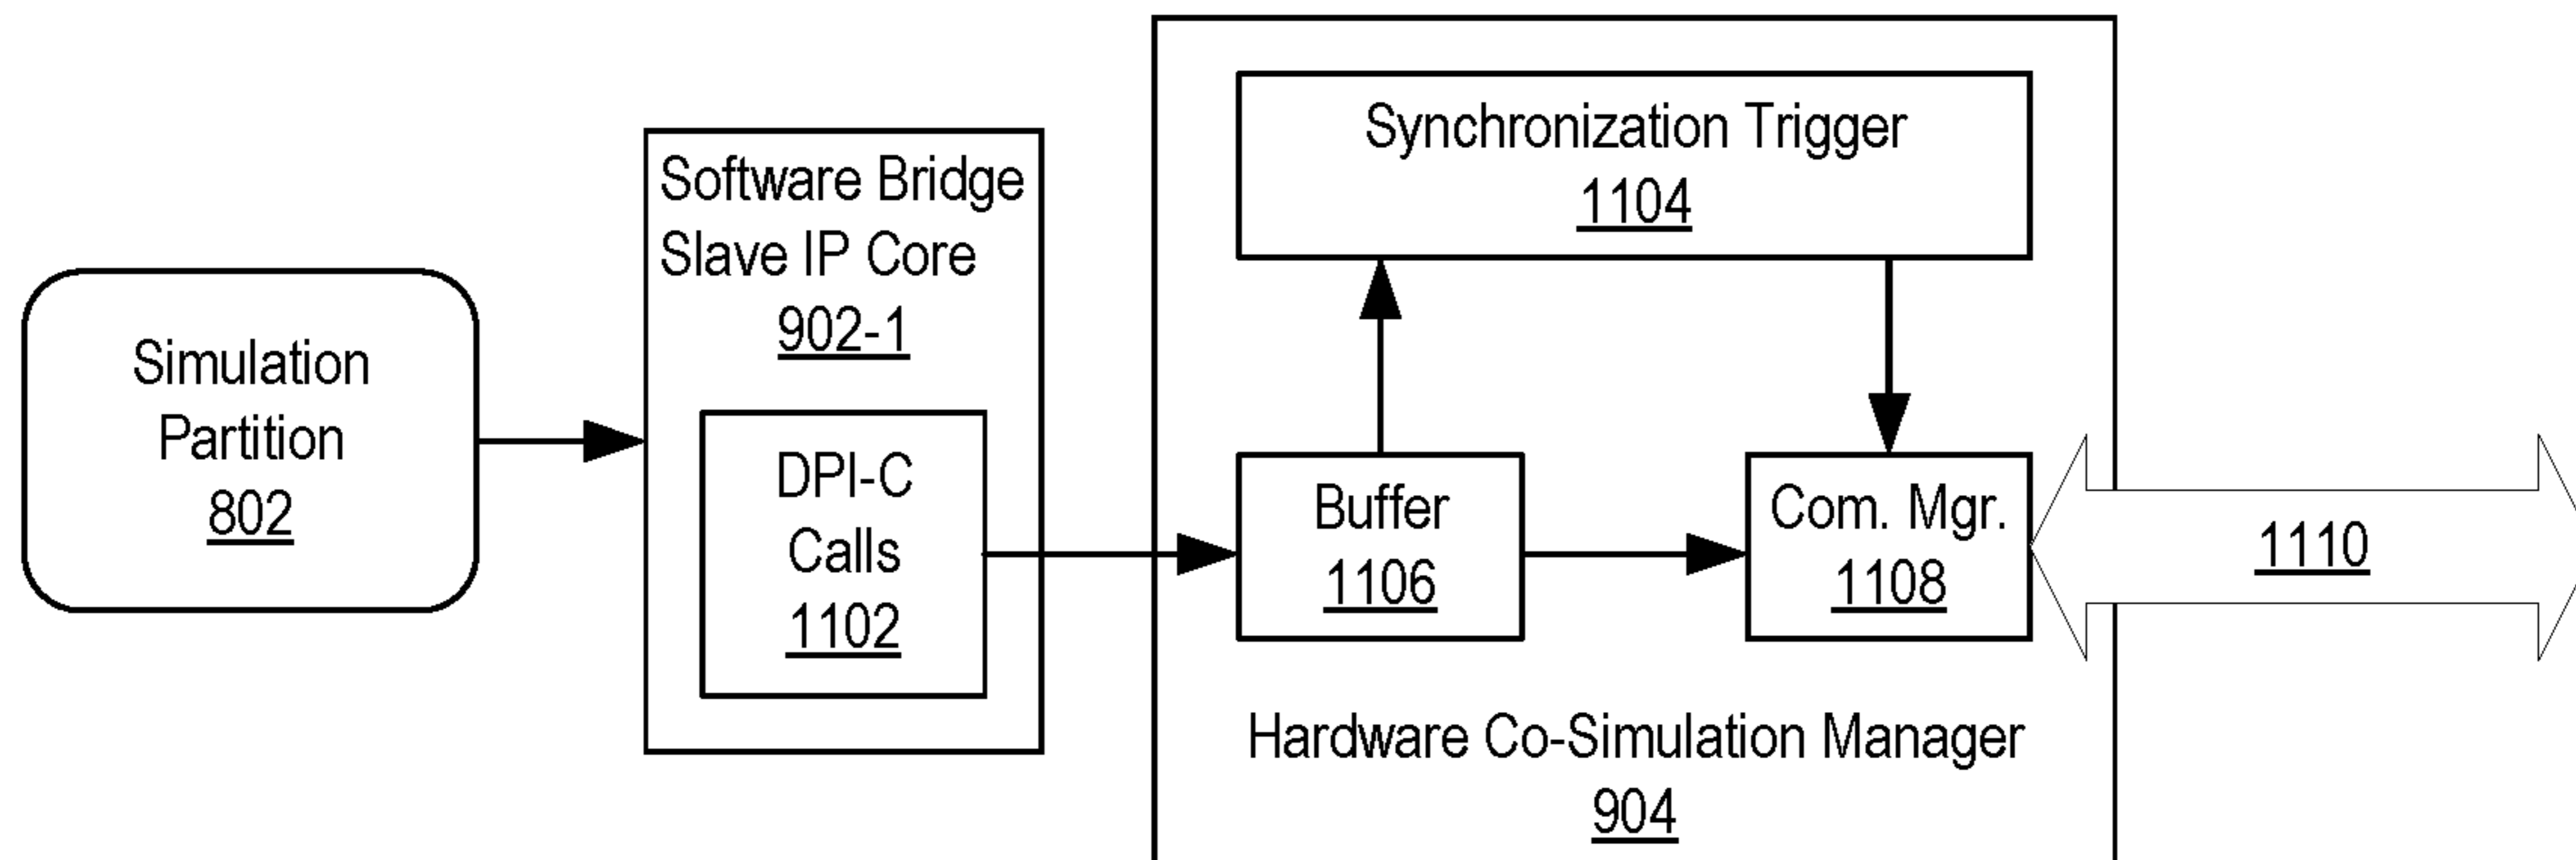 Simulation
Partition
802
Software Bridge
Slave IP Core
902-1
DPI-C
Calls
1102
Synchronization Trigger
1104
Buffer
1106
Com. Mgr.
1108
Hardware Co-Simulation Manager
904
1110